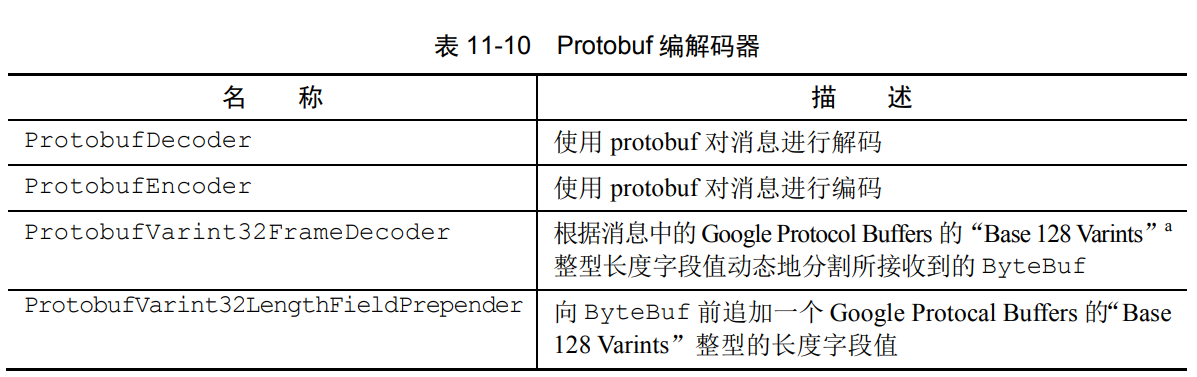 表 11-10 Protobuf 编解码器
名 称 描 述
ProtobufDecoder 使用 protobuf 对消息进行解码
ProtobufEncoder 使用 protobuf 对消息进行编码
ProtobufVarint32FrameDecoder 根据消息中的 Google Protocol Buffers 的“Base 128 Varints”a
整型长度字段值动态地分割所接收到的 ByteBuf
ProtobufVarint32LengthFieldPrepender 向 ByteBuf 前追加一个 Google Protocal Buffers 的“Base
128 Varints”整型的长度字段值